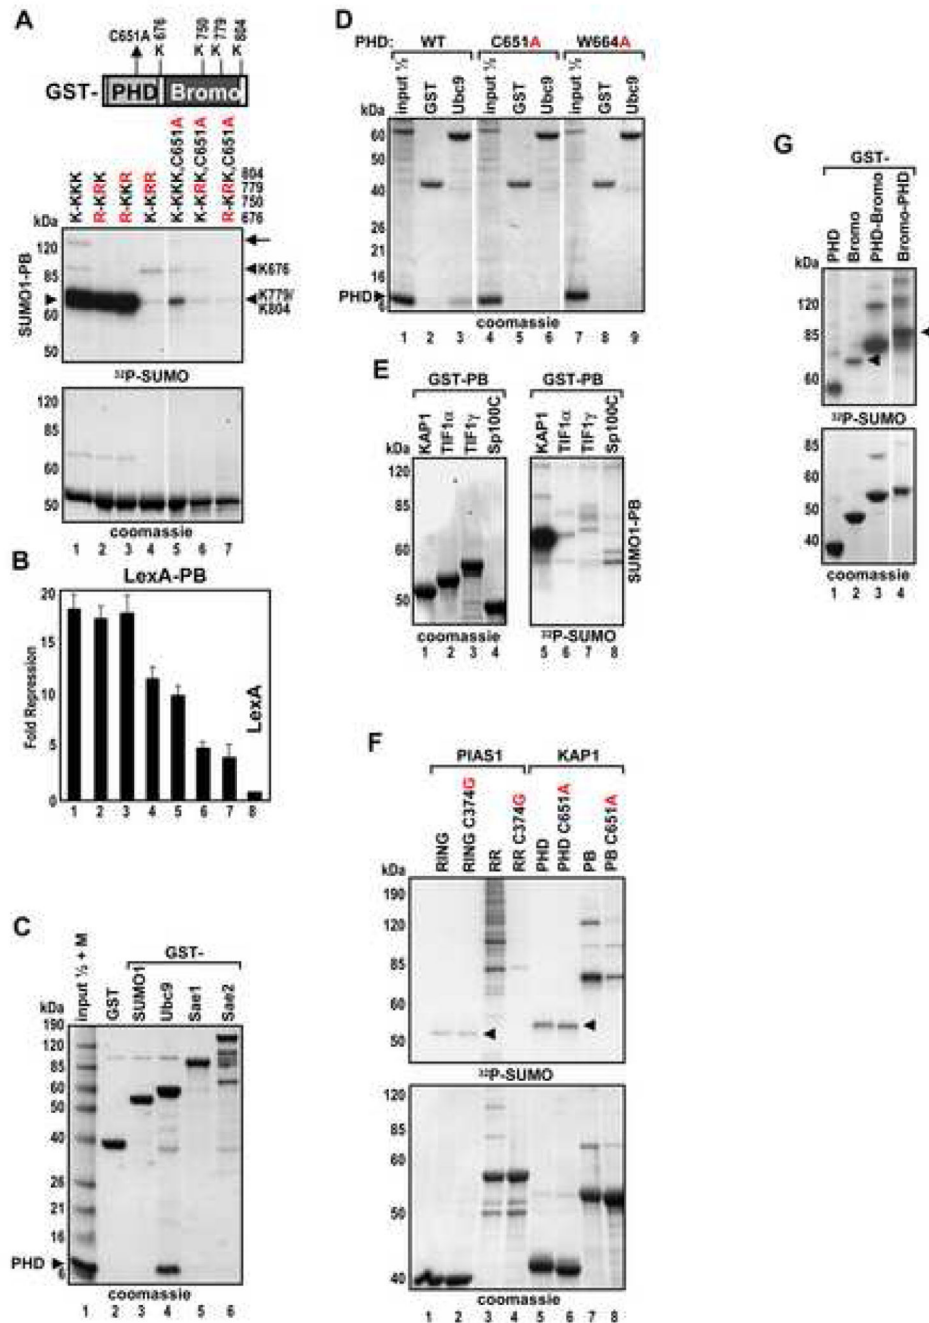 A
C651A
K 676
K 750
K 779
K 804
GST- PHD Bromo
K-KKK
R-KRK
R-KKR
K-KRR
K-KKK,C651A
K-KRK,C651A
R-KRK,C651A
804
779
750
676
kDa
120
85
60
50
SUMO1-PB
K676
K779/
K804
³²P-SUMO
120
85
60
50
coomassie
1 2 3 4 5 6 7
B
LexA-PB
Fold Repression
20
15
10
5
0
LexA
1 2 3 4 5 6 7 8
C
GST-
input ⅓ + M
GST
SUMO1
Ubc9
Sae1
Sae2
kDa
190
120
85
60
50
40
26
21
16
6
PHD
coomassie
1 2 3 4 5 6
D
PHD: WT C651A W664A
input ⅓
GST
Ubc9
input ⅓
GST
Ubc9
input ⅓
GST
Ubc9
kDa
60
50
40
26
21
16
6
PHD
coomassie
1 2 3 4 5 6 7 8 9
E
GST-PB GST-PB
KAP1
TIF1α
TIF1γ
Sp100C
KAP1
TIF1α
TIF1γ
Sp100C
kDa
120
85
60
50
SUMO1-PB
coomassie ³²P-SUMO
1 2 3 4 5 6 7 8
F
PIAS1 KAP1
RING
RING C374G
RR
RR C374G
PHD
PHD C651A
PB
PB C651A
kDa
190
120
85
60
50
³²P-SUMO
120
85
60
50
40
coomassie
1 2 3 4 5 6 7 8
G
GST-
PHD
Bromo
PHD-Bromo
Bromo-PHD
kDa
120
85
60
³²P-SUMO
85
60
50
40
coomassie
1 2 3 4